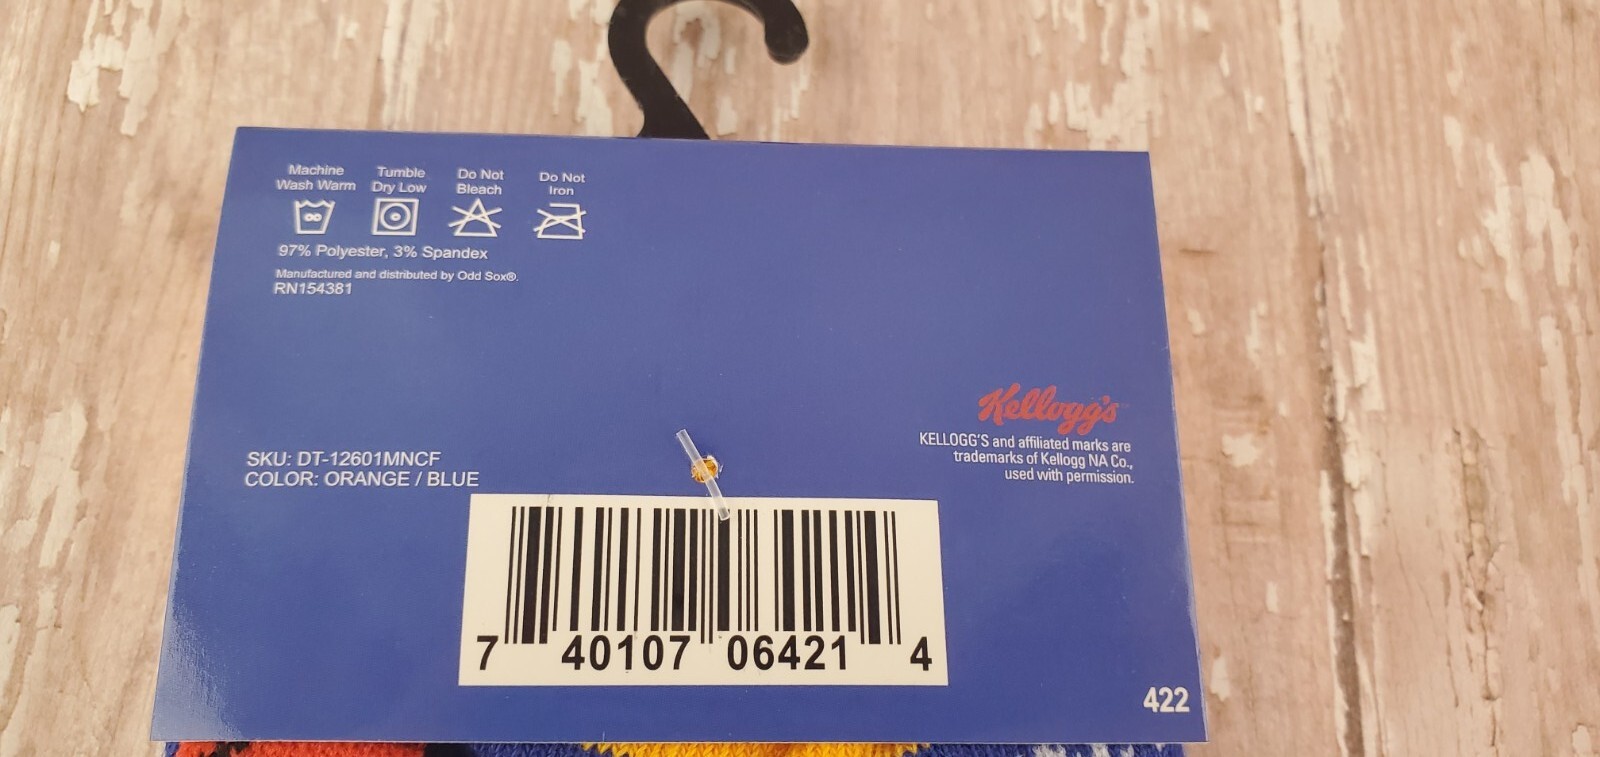 Machine
Wash Warm
Tumble
Dry Low
Do Not
Bleach
Do Not
Iron
97% Polyester, 3% Spandex
Manufactured and distributed by Odd Sox®.
RN154381
Kellogg's™
KELLOGG'S and affiliated marks are
trademarks of Kellogg NA Co.,
used with permission.
SKU: DT-12601MNCF
COLOR: ORANGE / BLUE
7 40107 06421 4
422